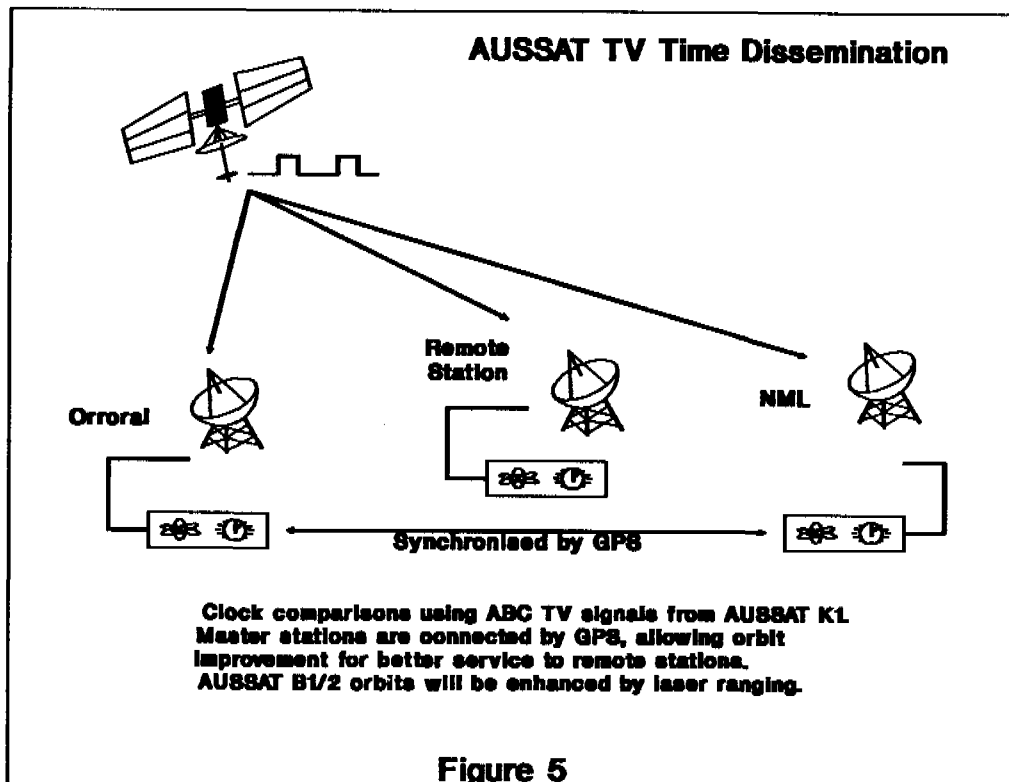 AUSSAT TV Time Dissemination
Remote
Station
Orroral
NML
Synchronised by GPS
Clock comparisons using ABC TV signals from AUSSAT K1.
Master stations are connected by GPS, allowing orbit
improvement for better service to remote stations.
AUSSAT B1/2 orbits will be enhanced by laser ranging.
Figure 5